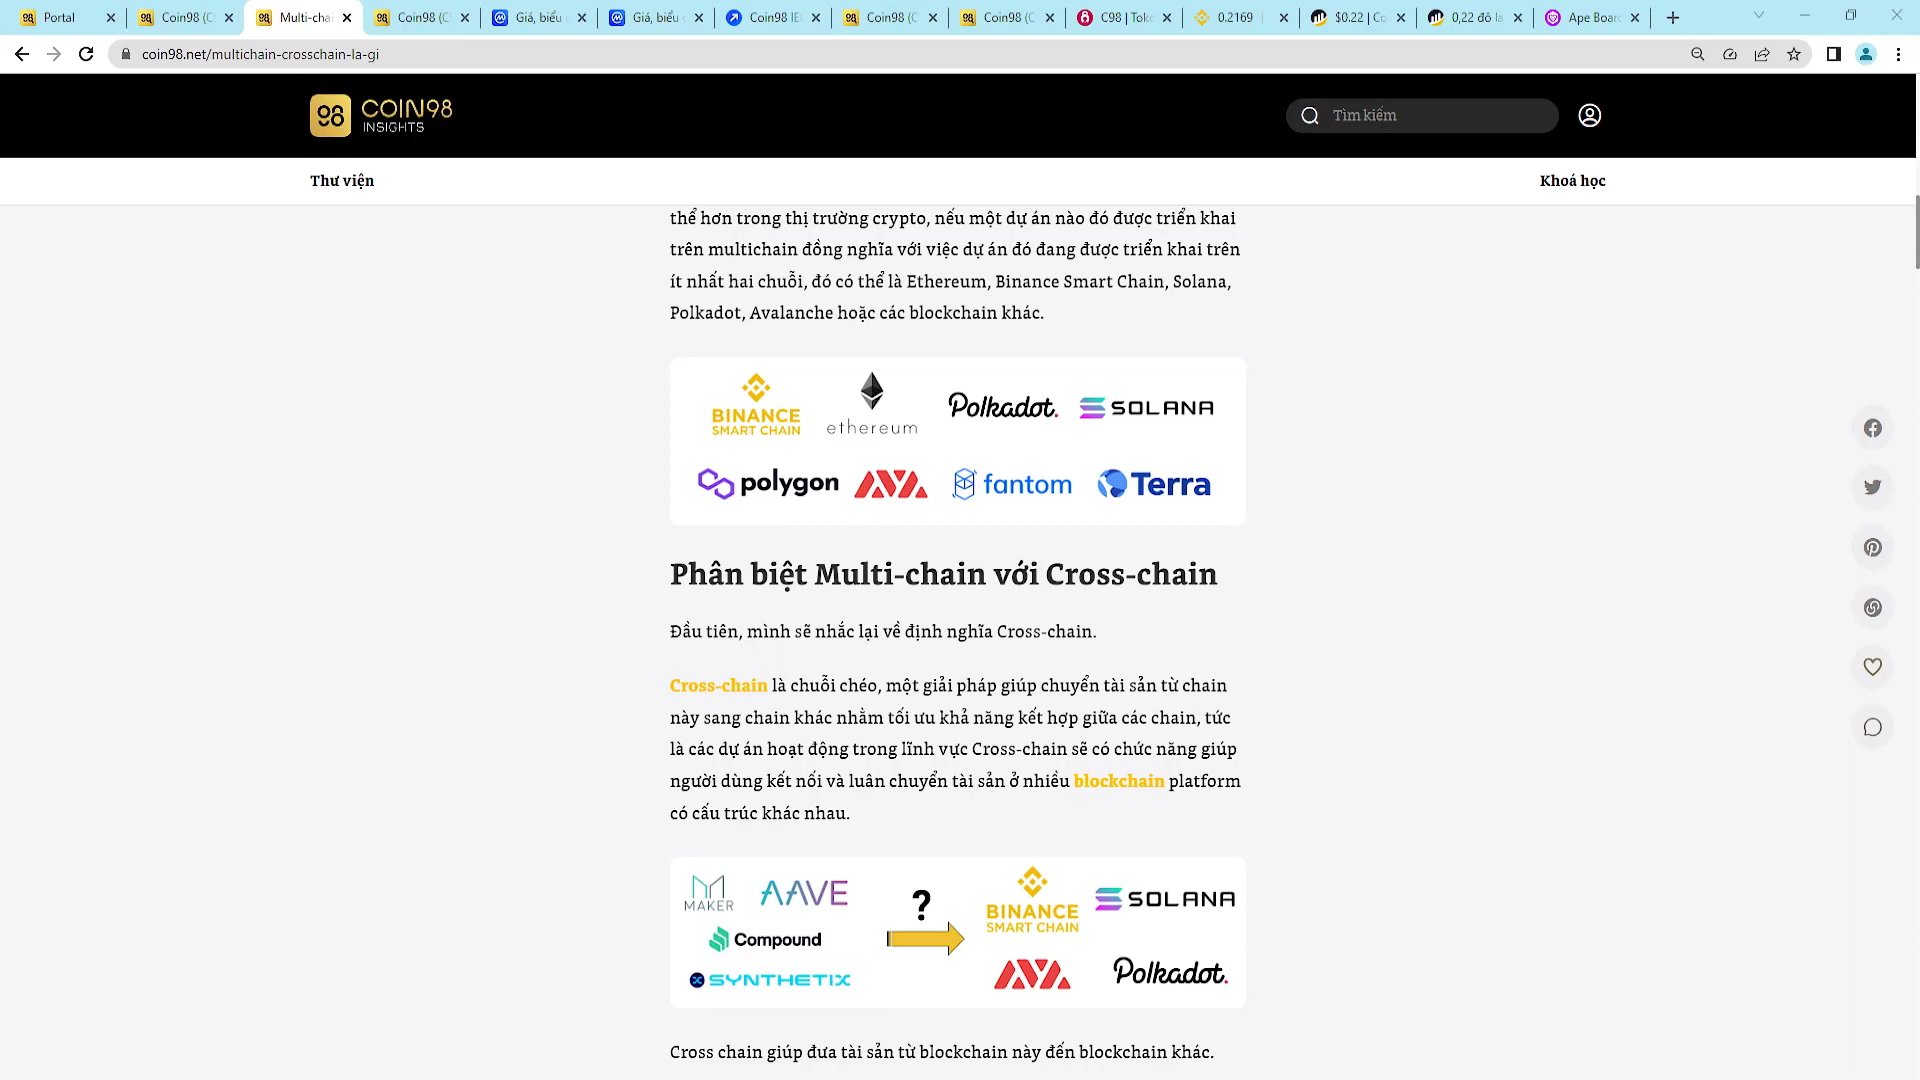 Portal
Coin98 (C
Multi-chai
Coin98 (C
Giá, biểu
Giá, biểu
Coin98 IE
Coin98 (C
Coin98 (C
C98 | Tok
0.2169
$0.22 | Co
0,22 đô la
Ape Boar
coin98.net/multichain-crosschain-la-gi
98 COIN98
INSIGHTS
Tìm kiếm
Thư viện
Khoá học
thể hơn trong thị trường crypto, nếu một dự án nào đó được triển khai
trên multichain đồng nghĩa với việc dự án đó đang được triển khai trên
ít nhất hai chuỗi, đó có thể là Ethereum, Binance Smart Chain, Solana,
Polkadot, Avalanche hoặc các blockchain khác.
BINANCE
SMART CHAIN
ethereum
Polkadot.
SOLANA
polygon
AVA
fantom
Terra
Phân biệt Multi-chain với Cross-chain
Đầu tiên, mình sẽ nhắc lại về định nghĩa Cross-chain.
Cross-chain là chuỗi chéo, một giải pháp giúp chuyển tài sản từ chain
này sang chain khác nhằm tối ưu khả năng kết hợp giữa các chain, tức
là các dự án hoạt động trong lĩnh vực Cross-chain sẽ có chức năng giúp
người dùng kết nối và luân chuyển tài sản ở nhiều blockchain platform
có cấu trúc khác nhau.
MAKER
AAVE
Compound
SYNTHETIX
?
BINANCE
SMART CHAIN
SOLANA
AVA
Polkadot.
Cross chain giúp đưa tài sản từ blockchain này đến blockchain khác.